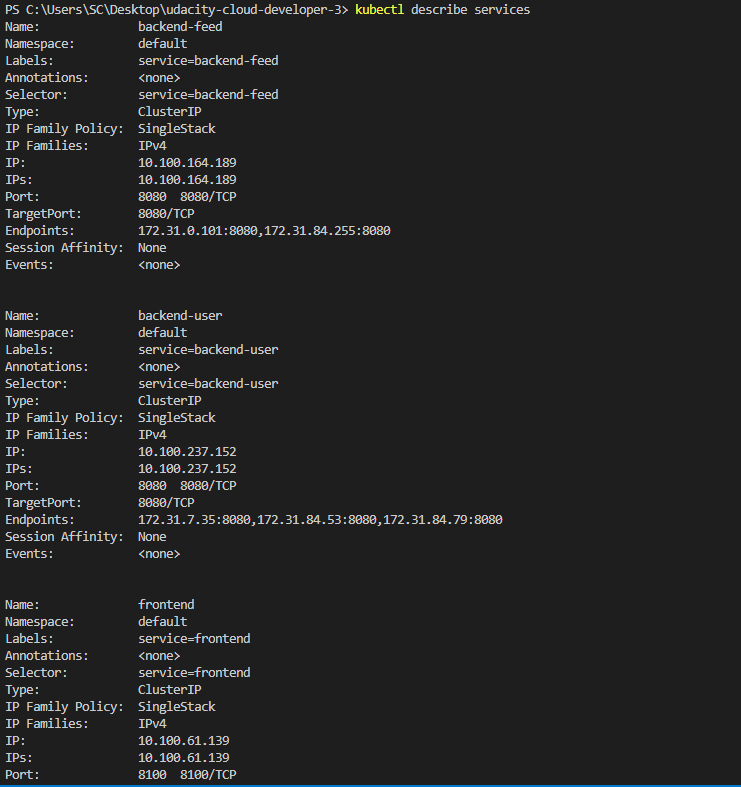 PS C:\Users\SC\Desktop\udacity-cloud-developer-3> kubectl describe services
Name:              backend-feed
Namespace:         default
Labels:            service=backend-feed
Annotations:       <none>
Selector:          service=backend-feed
Type:              ClusterIP
IP Family Policy:  SingleStack
IP Families:       IPv4
IP:                10.100.164.189
IPs:               10.100.164.189
Port:              8080  8080/TCP
TargetPort:        8080/TCP
Endpoints:         172.31.0.101:8080,172.31.84.255:8080
Session Affinity:  None
Events:            <none>
Name:              backend-user
Namespace:         default
Labels:            service=backend-user
Annotations:       <none>
Selector:          service=backend-user
Type:              ClusterIP
IP Family Policy:  SingleStack
IP Families:       IPv4
IP:                10.100.237.152
IPs:               10.100.237.152
Port:              8080  8080/TCP
TargetPort:        8080/TCP
Endpoints:         172.31.7.35:8080,172.31.84.53:8080,172.31.84.79:8080
Session Affinity:  None
Events:            <none>
Name:              frontend
Namespace:         default
Labels:            service=frontend
Annotations:       <none>
Selector:          service=frontend
Type:              ClusterIP
IP Family Policy:  SingleStack
IP Families:       IPv4
IP:                10.100.61.139
IPs:               10.100.61.139
Port:              8100  8100/TCP